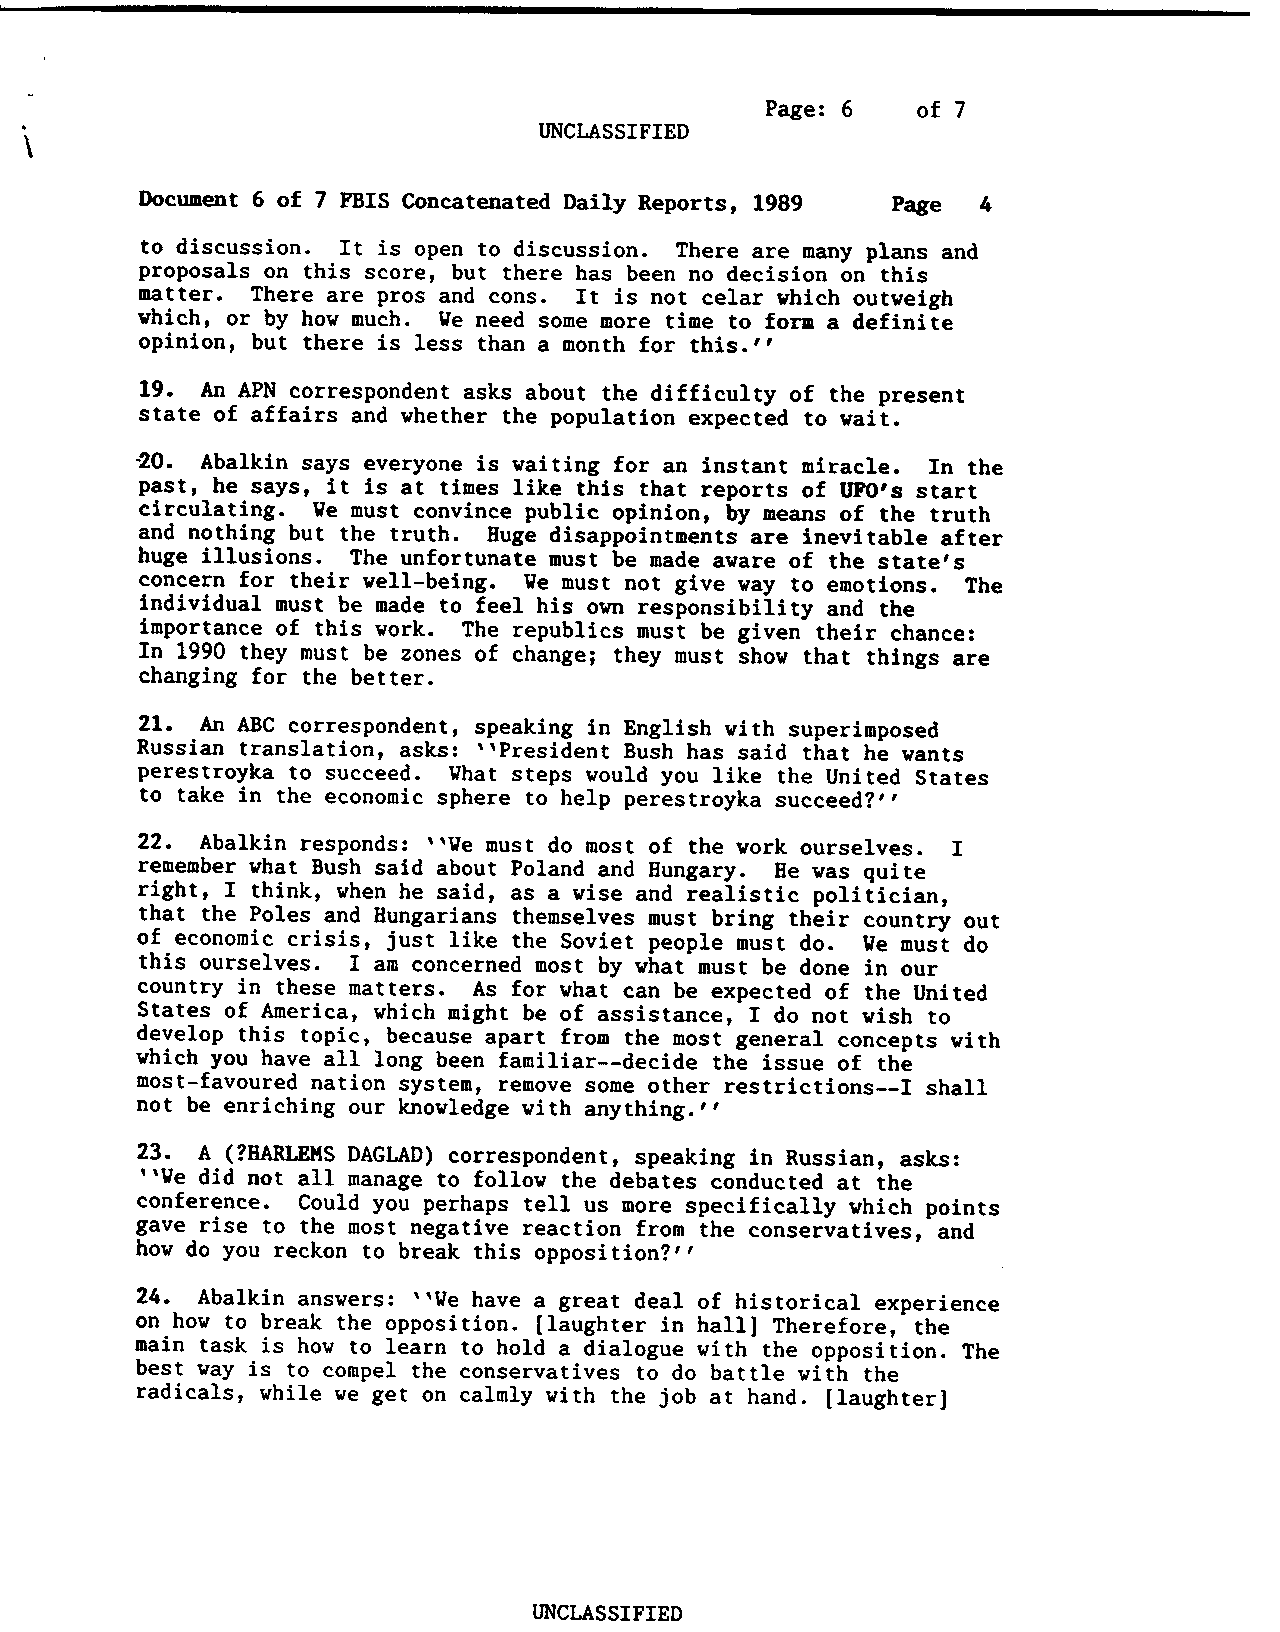 Page: 6 of 7
UNCLASSIFIED
Document 6 of 7 FBIS Concatenated Daily Reports, 1989 Page 4
to discussion. It is open to discussion. There are many plans and
proposals on this score, but there has been no decision on this
matter. There are pros and cons. It is not celar which outweigh
which, or by how much. We need some more time to form a definite
opinion, but there is less than a month for this.''
19. An APN correspondent asks about the difficulty of the present
state of affairs and whether the population expected to wait.
20. Abalkin says everyone is waiting for an instant miracle. In the
past, he says, it is at times like this that reports of UFO's start
circulating. We must convince public opinion, by means of the truth
and nothing but the truth. Huge disappointments are inevitable after
huge illusions. The unfortunate must be made aware of the state's
concern for their well-being. We must not give way to emotions. The
individual must be made to feel his own responsibility and the
importance of this work. The republics must be given their chance:
In 1990 they must be zones of change; they must show that things are
changing for the better.
21. An ABC correspondent, speaking in English with superimposed
Russian translation, asks: ``President Bush has said that he wants
perestroyka to succeed. What steps would you like the United States
to take in the economic sphere to help perestroyka succeed?''
22. Abalkin responds: ``We must do most of the work ourselves. I
remember what Bush said about Poland and Hungary. He was quite
right, I think, when he said, as a wise and realistic politician,
that the Poles and Hungarians themselves must bring their country out
of economic crisis, just like the Soviet people must do. We must do
this ourselves. I am concerned most by what must be done in our
country in these matters. As for what can be expected of the United
States of America, which might be of assistance, I do not wish to
develop this topic, because apart from the most general concepts with
which you have all long been familiar--decide the issue of the
most-favoured nation system, remove some other restrictions--I shall
not be enriching our knowledge with anything.''
23. A (?HARLEMS DAGLAD) correspondent, speaking in Russian, asks:
``We did not all manage to follow the debates conducted at the
conference. Could you perhaps tell us more specifically which points
gave rise to the most negative reaction from the conservatives, and
how do you reckon to break this opposition?''
24. Abalkin answers: ``We have a great deal of historical experience
on how to break the opposition. [laughter in hall] Therefore, the
main task is how to learn to hold a dialogue with the opposition. The
best way is to compel the conservatives to do battle with the
radicals, while we get on calmly with the job at hand. [laughter]
UNCLASSIFIED